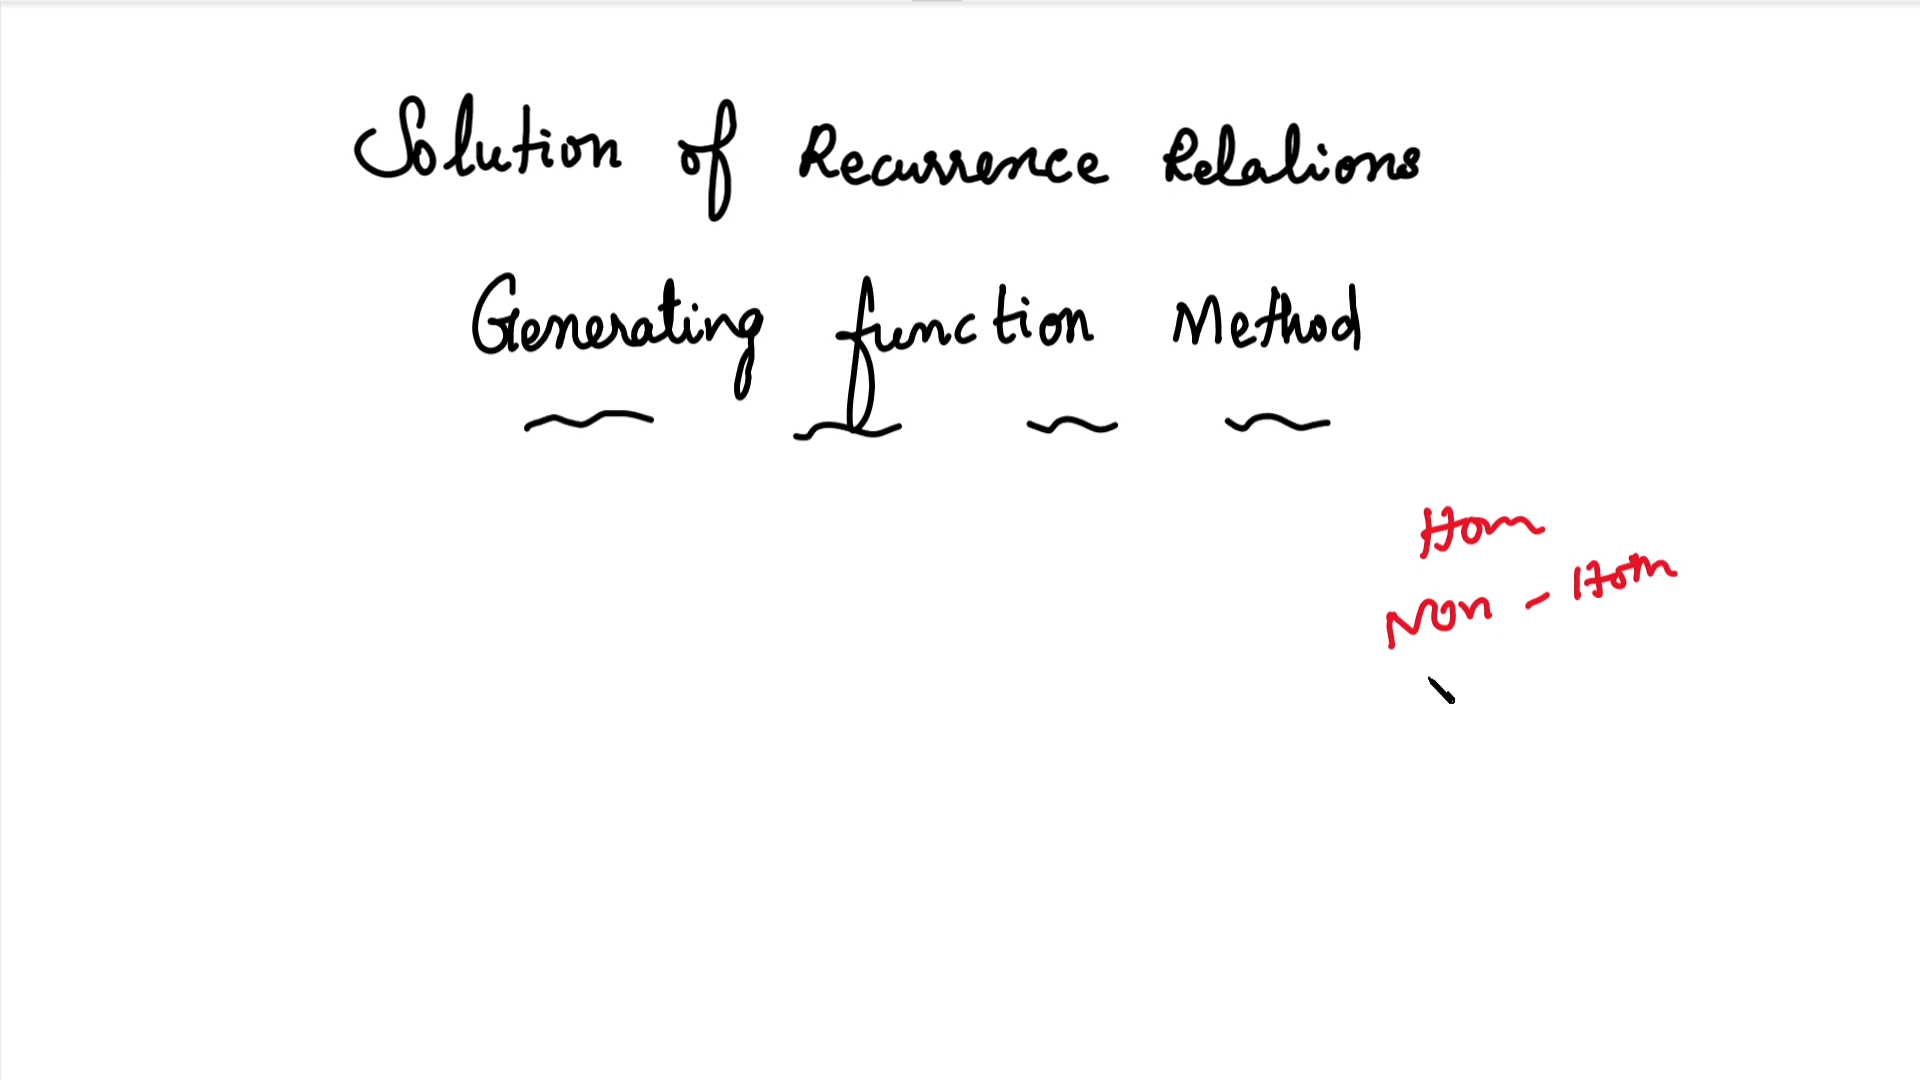 Solution of Recurrence Relations
Generating function Method
Hom
Non - Hom